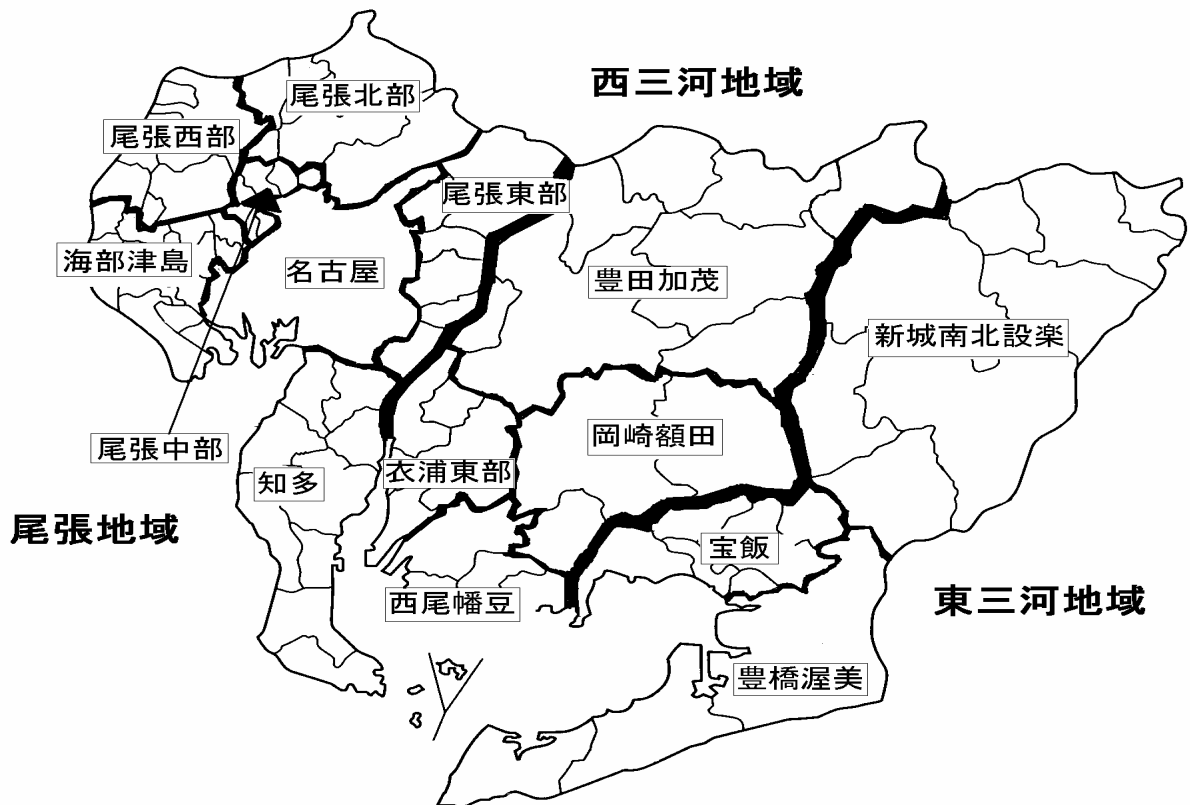 西三河地域
尾張北部
尾張西部
尾張東部
海部津島
名古屋
豊田加茂
新城南北設楽
尾張中部
岡崎額田
衣浦東部
知多
尾張地域
宝飯
西尾幡豆
東三河地域
豊橋渥美